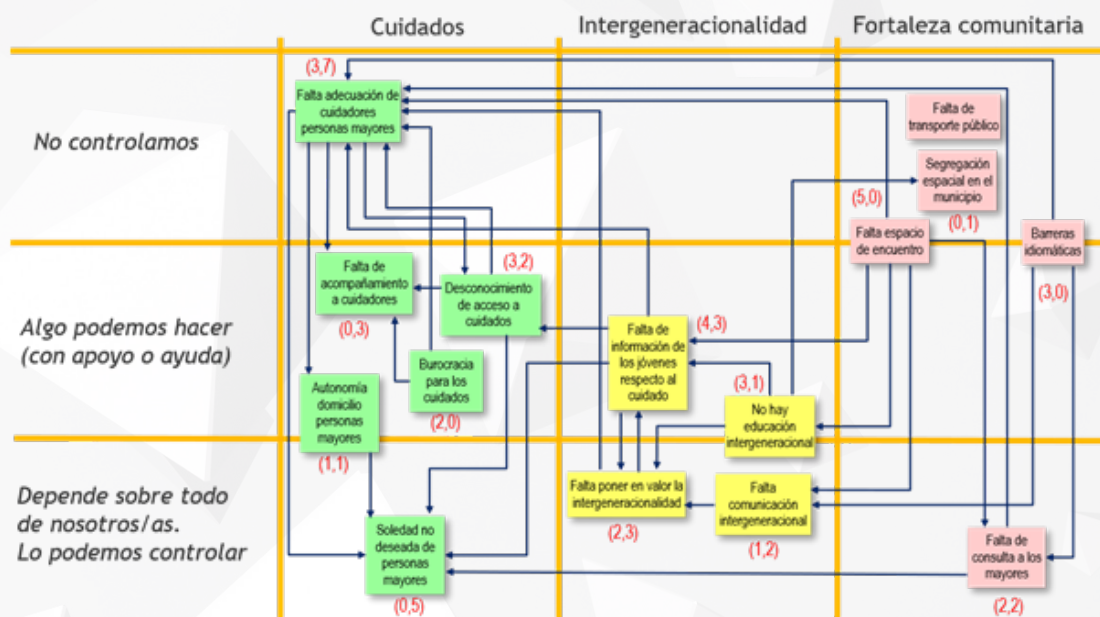 Cuidados
Intergeneracionalidad
Fortaleza comunitaria
No controlamos
(3,7)
Falta adecuación de
cuidadores
personas mayores
Falta de
transporte público
Segregación
espacial en el
municipio
(0,1)
(5,0)
Falta espacio
de encuentro
Barreras
idiomáticas
(3,0)
Algo podemos hacer
(con apoyo o ayuda)
Falta de
acompañamiento
a cuidadores
(0,3)
(3,2)
Desconocimiento
de acceso a
cuidados
Burocracia
para los
cuidados
(2,0)
Autonomía
domicilio
personas
mayores
(1,1)
(4,3)
Falta de
información de
los jóvenes
respecto al
cuidado
(3,1)
No hay
educación
intergeneracional
Depende sobre todo
de nosotros/as.
Lo podemos controlar
Soledad no
deseada de
personas
mayores
(0,5)
Falta poner en valor la
intergeneracionalidad
(2,3)
Falta
comunicación
intergeneracional
(1,2)
Falta de
consulta a los
mayores
(2,2)